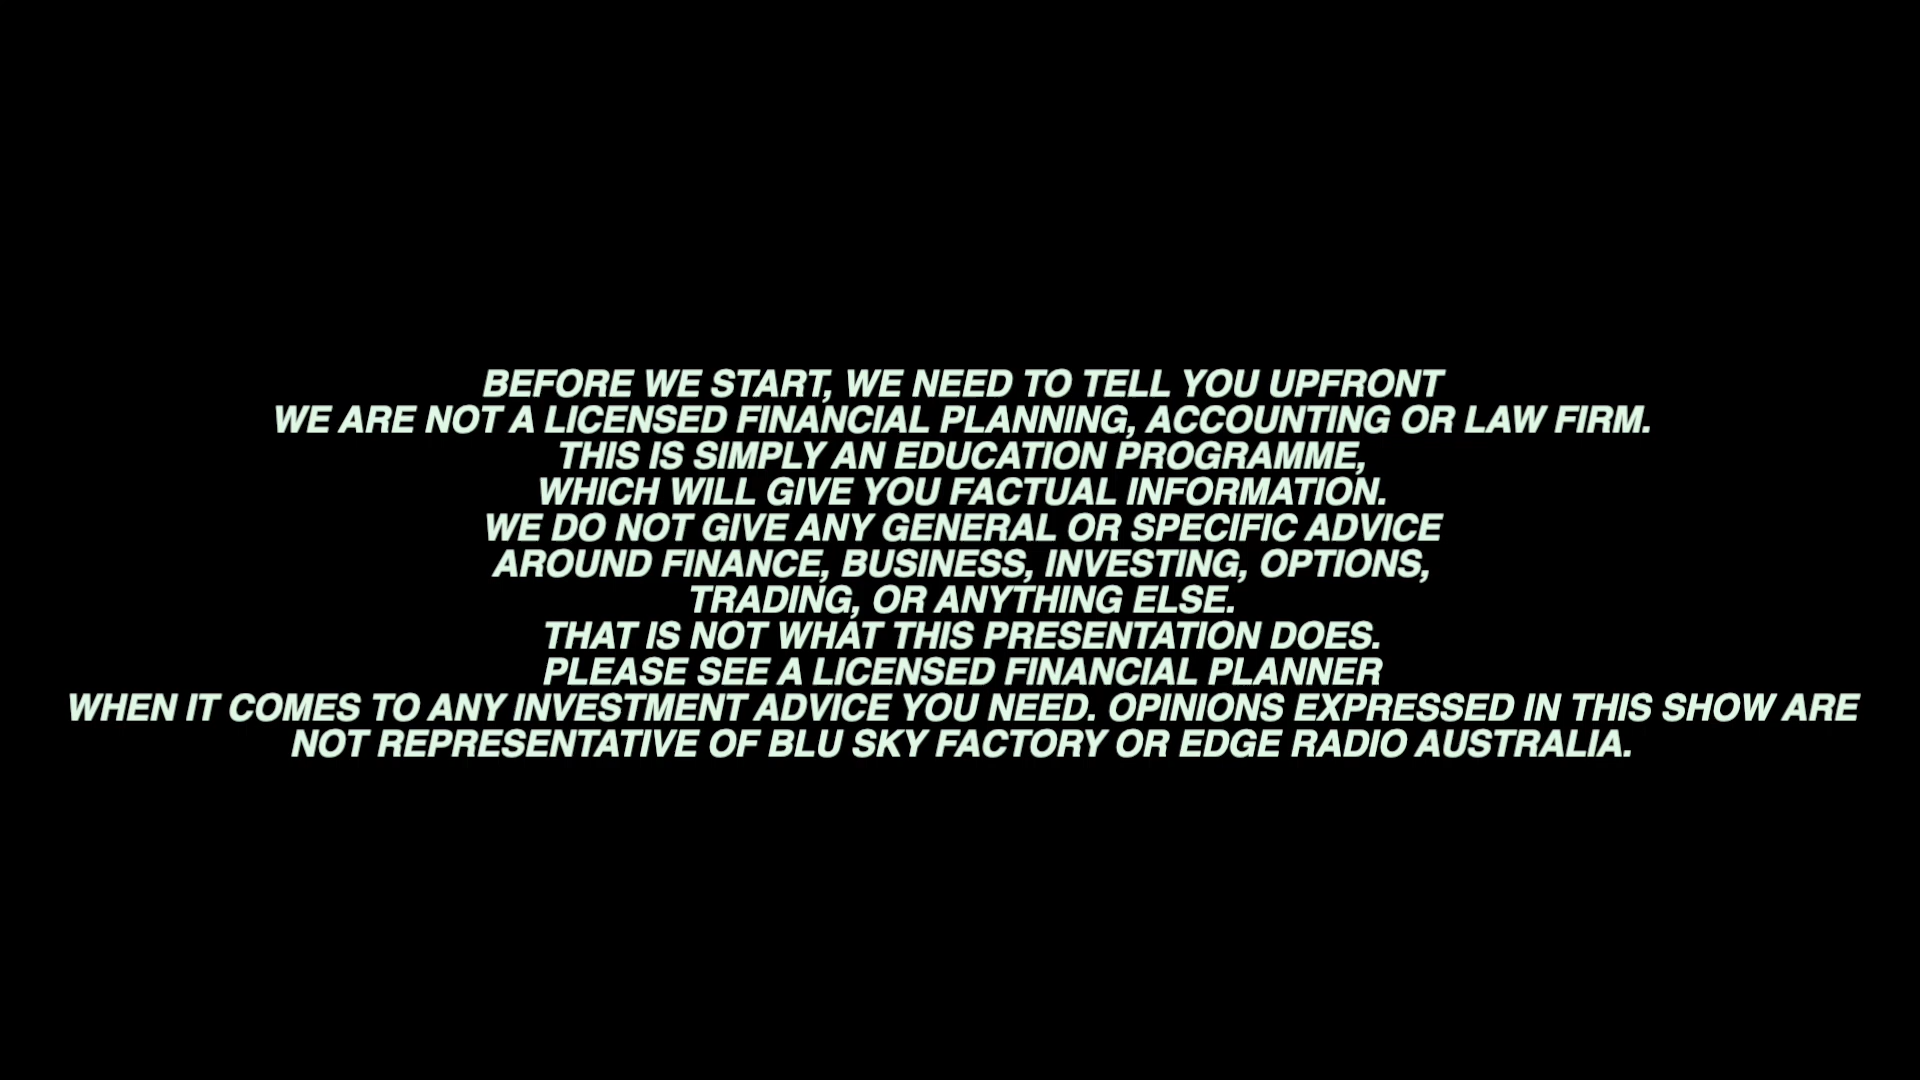 BEFORE WE START, WE NEED TO TELL YOU UPFRONT
WE ARE NOT A LICENSED FINANCIAL PLANNING, ACCOUNTING OR LAW FIRM.
THIS IS SIMPLY AN EDUCATION PROGRAMME,
WHICH WILL GIVE YOU FACTUAL INFORMATION.
WE DO NOT GIVE ANY GENERAL OR SPECIFIC ADVICE
AROUND FINANCE, BUSINESS, INVESTING, OPTIONS,
TRADING, OR ANYTHING ELSE.
THAT IS NOT WHAT THIS PRESENTATION DOES.
PLEASE SEE A LICENSED FINANCIAL PLANNER
WHEN IT COMES TO ANY INVESTMENT ADVICE YOU NEED. OPINIONS EXPRESSED IN THIS SHOW ARE
NOT REPRESENTATIVE OF BLU SKY FACTORY OR EDGE RADIO AUSTRALIA.